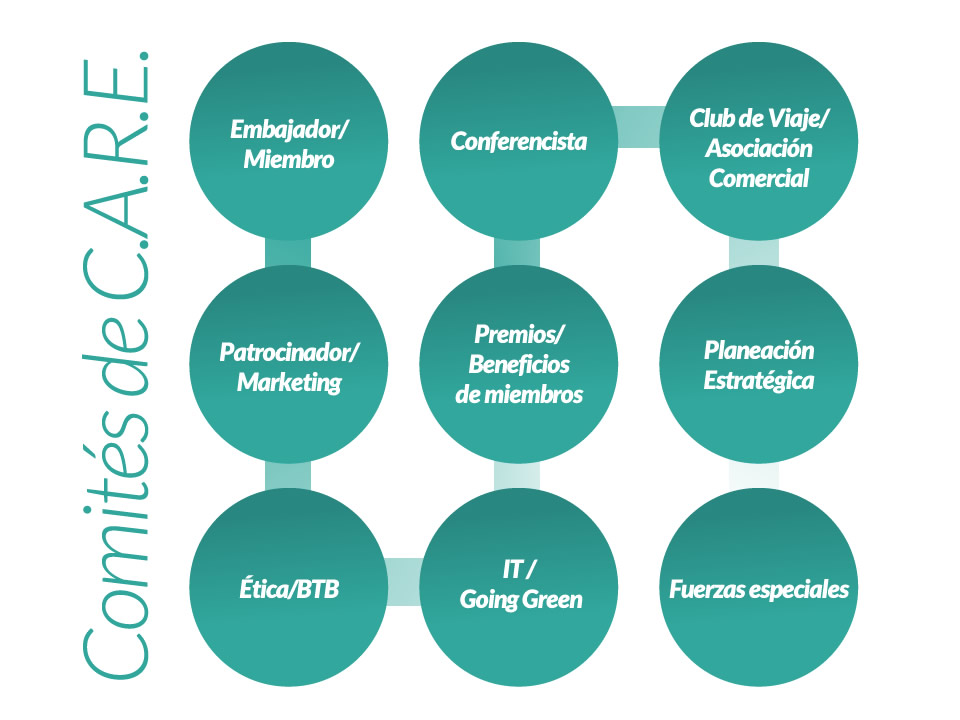 Comités de C.A.R.E.
Embajador/
Miembro
Conferencista
Club de Viaje/
Asociación
Comercial
Patrocinador/
Marketing
Premios/
Beneficios
de miembros
Planeación
Estratégica
Ética/BTB
IT /
Going Green
Fuerzas especiales